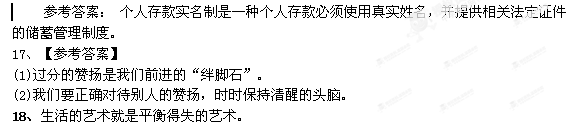 参考答案： 个人存款实名制是一种个人存款必须使用真实姓名，并提供相关法定证件
的储蓄管理制度。
17、【参考答案】
(1)过分的赞扬是我们前进的“绊脚石”。
(2)我们要正确对待别人的赞扬，时时保持清醒的头脑。
18、生活的艺术就是平衡得失的艺术。